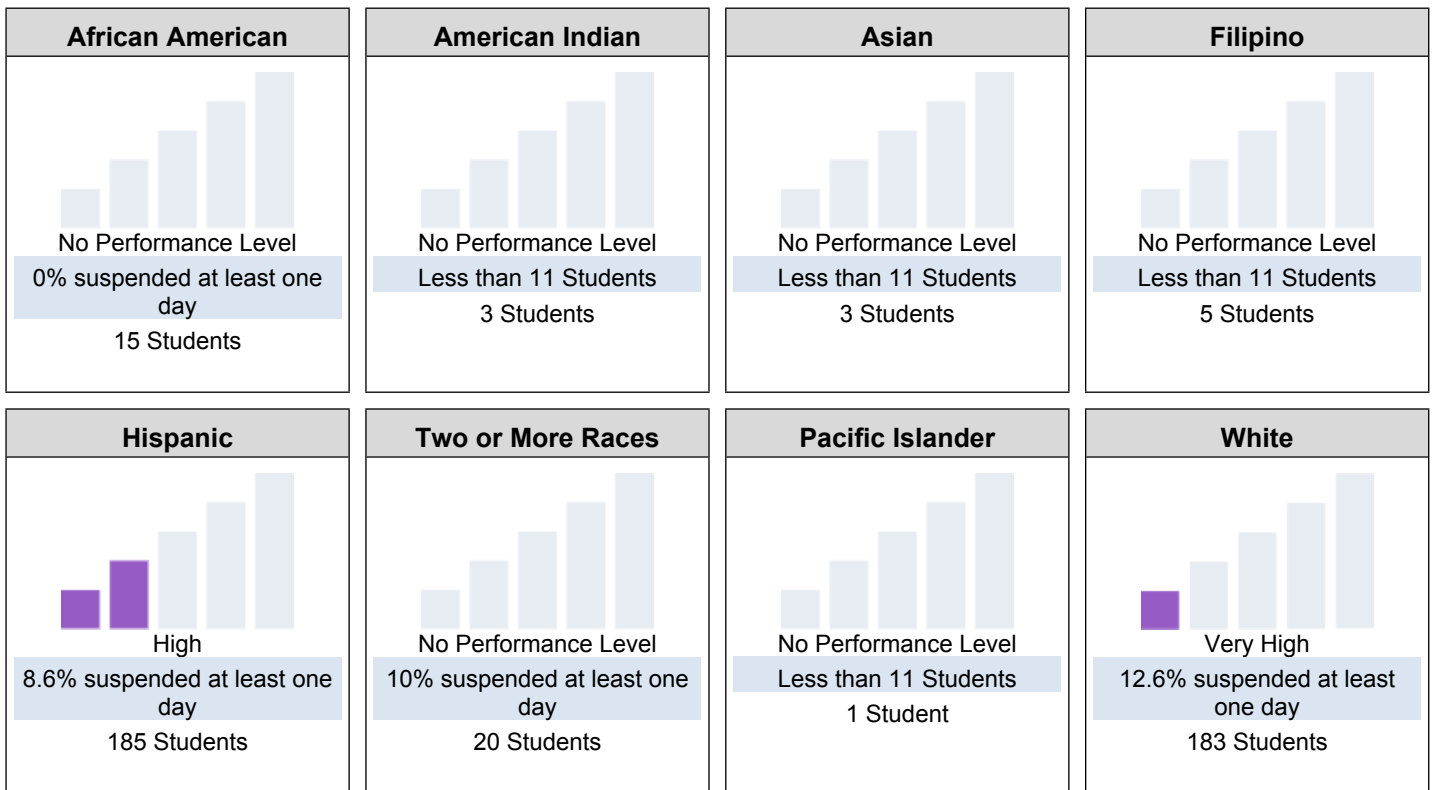 African American
No Performance Level
0% suspended at least one
day
15 Students
American Indian
No Performance Level
Less than 11 Students
3 Students
Asian
No Performance Level
Less than 11 Students
3 Students
Filipino
No Performance Level
Less than 11 Students
5 Students
Hispanic
High
8.6% suspended at least one
day
185 Students
Two or More Races
No Performance Level
10% suspended at least one
day
20 Students
Pacific Islander
No Performance Level
Less than 11 Students
1 Student
White
Very High
12.6% suspended at least
one day
183 Students